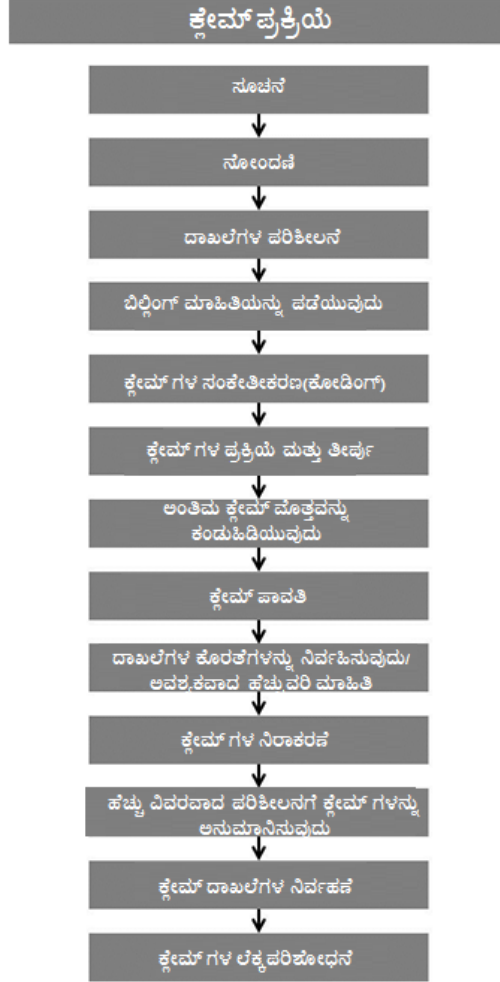 ಕ್ಲೇಮ್ ಪ್ರಕ್ರಿಯೆ
ಸೂಚನೆ
ನೋಂದಣಿ
ದಾಖಲೆಗಳ ಪರಿಶೀಲನೆ
ಬಿಲ್ಲಿಂಗ್ ಮಾಹಿತಿಯನ್ನು ಪಡೆಯುವುದು
ಕ್ಲೇಮ್ ಗಳ ಸಂಕೇತೀಕರಣ(ಕೋಡಿಂಗ್)
ಕ್ಲೇಮ್ ಗಳ ಪ್ರಕ್ರಿಯೆ ಮತ್ತು ತೀರ್ಪು
ಅಂತಿಮ ಕ್ಲೇಮ್ ಮೊತ್ತವನ್ನು
ಕಂಡುಹಿಡಿಯುವುದು
ಕ್ಲೇಮ್ ಪಾವತಿ
ದಾಖಲೆಗಳ ಕೊರತೆಗಳನ್ನು ನಿರ್ವಹಿಸುವುದು/
ಅವಶ್ಯಕವಾದ ಹೆಚ್ಚುವರಿ ಮಾಹಿತಿ
ಕ್ಲೇಮ್ ಗಳ ನಿರಾಕರಣೆ
ಹೆಚ್ಚು ವಿವರವಾದ ಪರಿಶೀಲನಗೆ ಕ್ಲೇಮ್ ಗಳನ್ನು
ಅನುಮಾನಿಸುವುದು
ಕ್ಲೇಮ್ ದಾಖಲೆಗಳ ನಿರ್ವಹಣೆ
ಕ್ಲೇಮ್ ಗಳ ಲೆಕ್ಕಪರಿಶೋಧನೆ